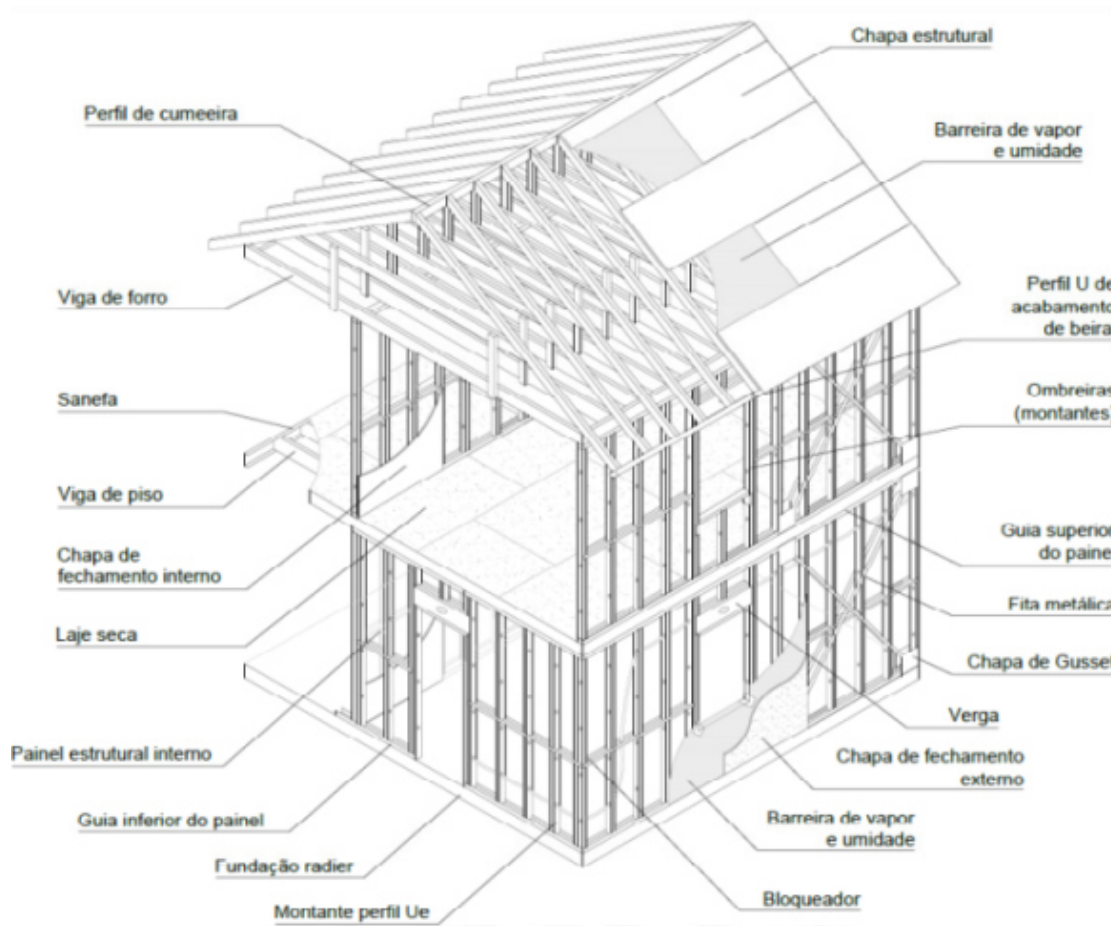 Chapa estrutural
Perfil de cumeeira
Barreira de vapor
e umidade
Viga de forro
Perfil U de
acabamento
de beira
Sanefa
Ombreiras
(montantes)
Viga de piso
Chapa de
fechamento interno
Guia superior
do paine
Fita metálica
Laje seca
Chapa de Gusset
Verga
Painel estrutural interno
Chapa de fechamento
externo
Guia inferior do painel
Barreira de vapor
e umidade
Fundação radier
Bloqueador
Montante perfil Ue